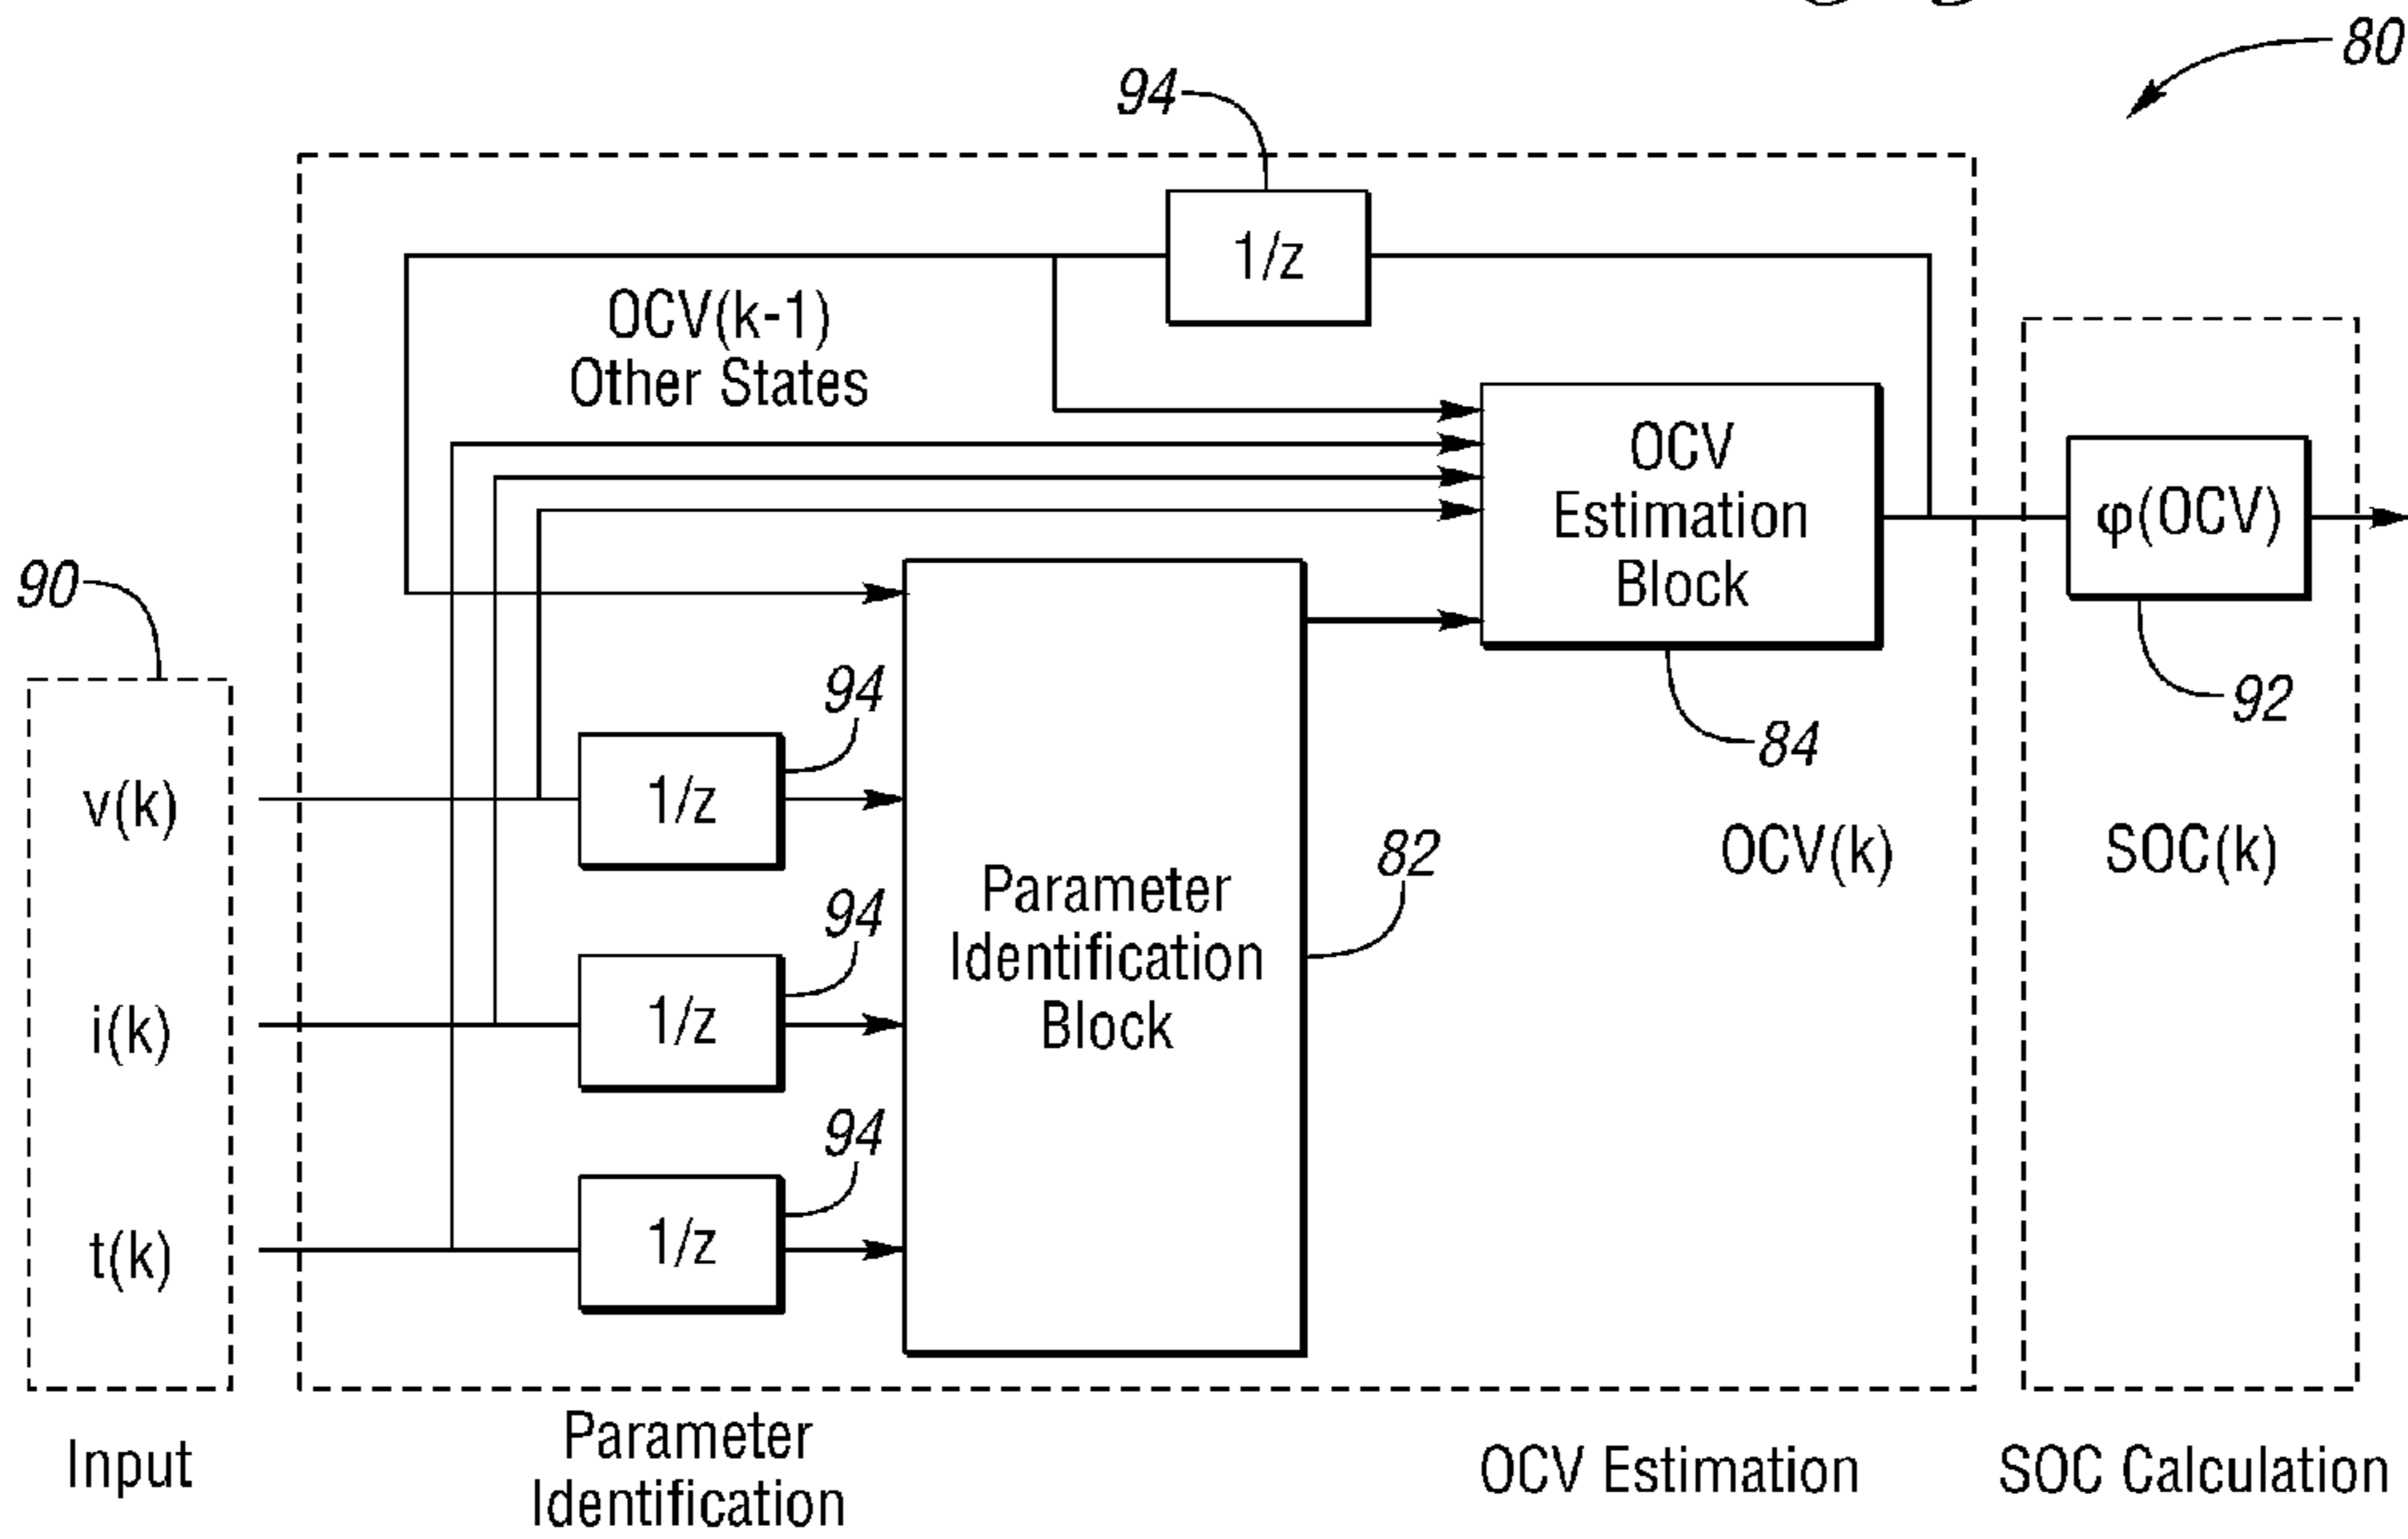 80
94
1/z
OCV(k-1)
Other States
OCV
Estimation
Block
φ(OCV)
90
94
92
84
v(k)
1/z
OCV(k)
SOC(k)
82
Parameter
Identification
Block
94
i(k)
1/z
94
t(k)
1/z
Input
Parameter
Identification
OCV Estimation
SOC Calculation